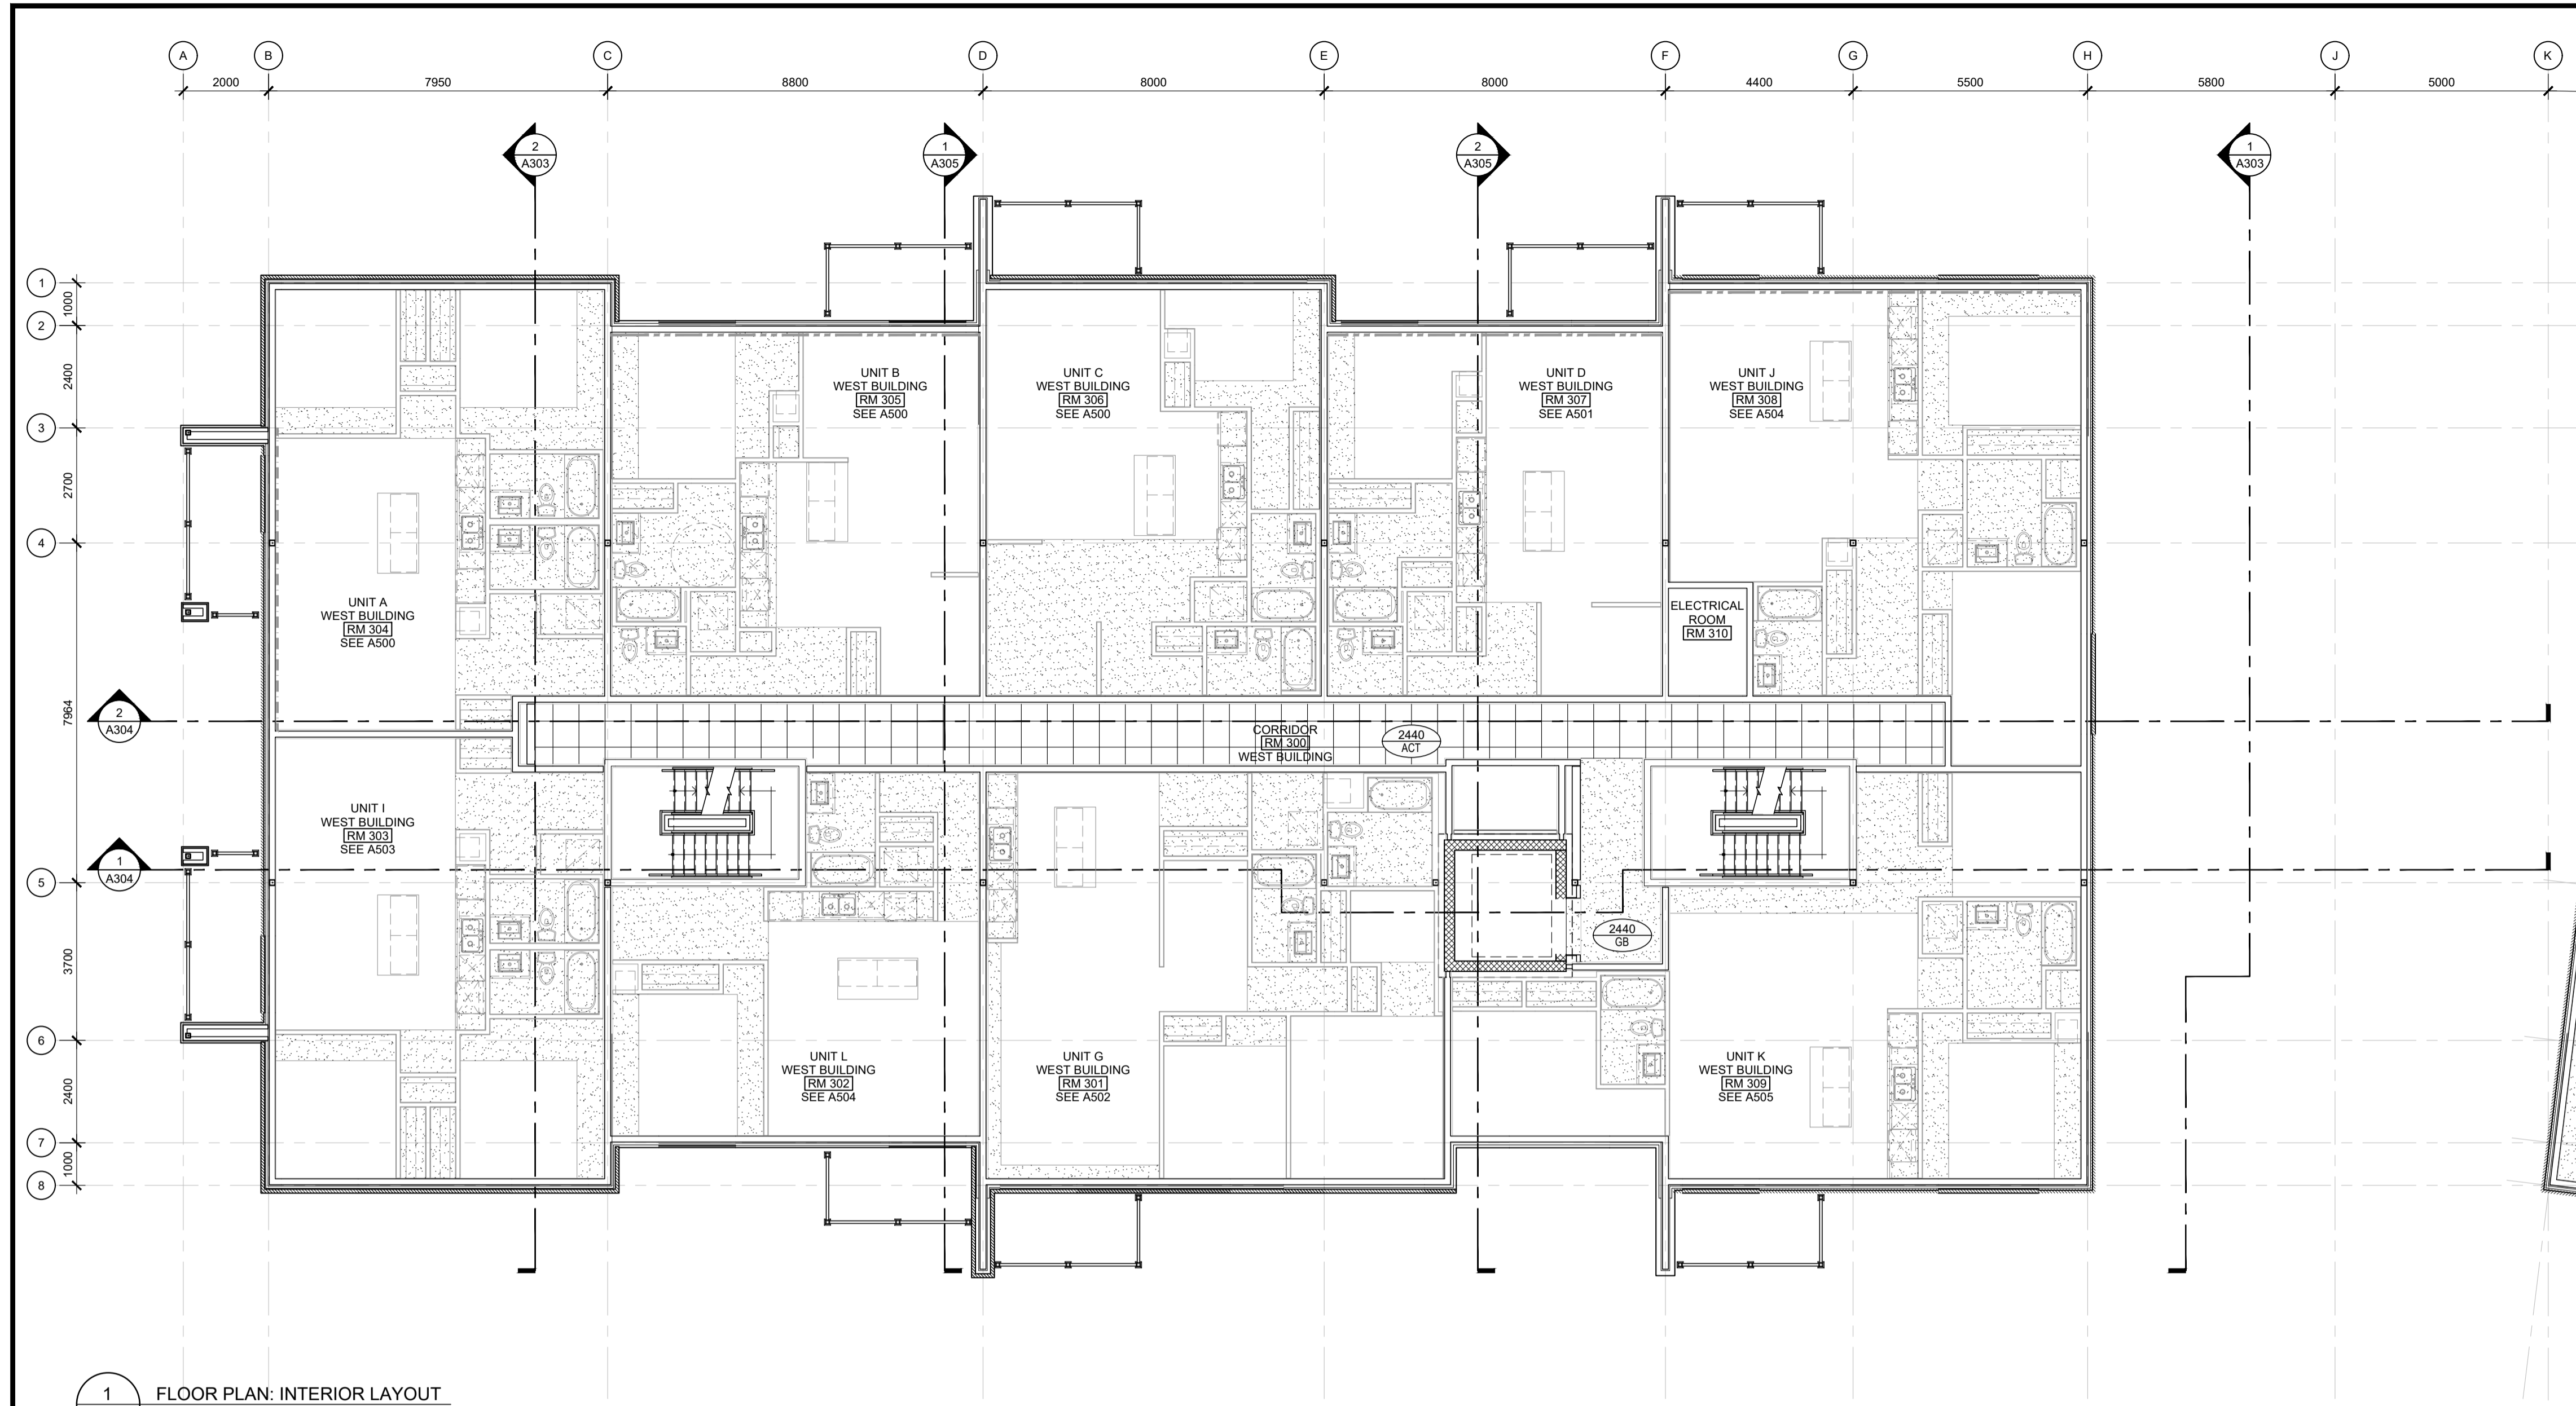 A
B
C
D
E
F
G
H
J
K
2000
7950
8800
8000
8000
4400
5500
5800
5000
2
A303
1
A305
2
A305
1
A303
1
1000
2
2400
3
2700
4
7964
5
3700
6
2400
7
1000
8
UNIT B
WEST BUILDING
RM 305
SEE A500
UNIT C
WEST BUILDING
RM 306
SEE A500
UNIT D
WEST BUILDING
RM 307
SEE A501
UNIT J
WEST BUILDING
RM 308
SEE A504
UNIT A
WEST BUILDING
RM 304
SEE A500
ELECTRICAL
ROOM
RM 310
2
A304
CORRIDOR
RM 300
WEST BUILDING
2440
ACT
UNIT I
WEST BUILDING
RM 303
SEE A503
1
A304
2440
GB
UNIT L
WEST BUILDING
RM 302
SEE A504
UNIT G
WEST BUILDING
RM 301
SEE A502
UNIT K
WEST BUILDING
RM 309
SEE A505
1
FLOOR PLAN: INTERIOR LAYOUT